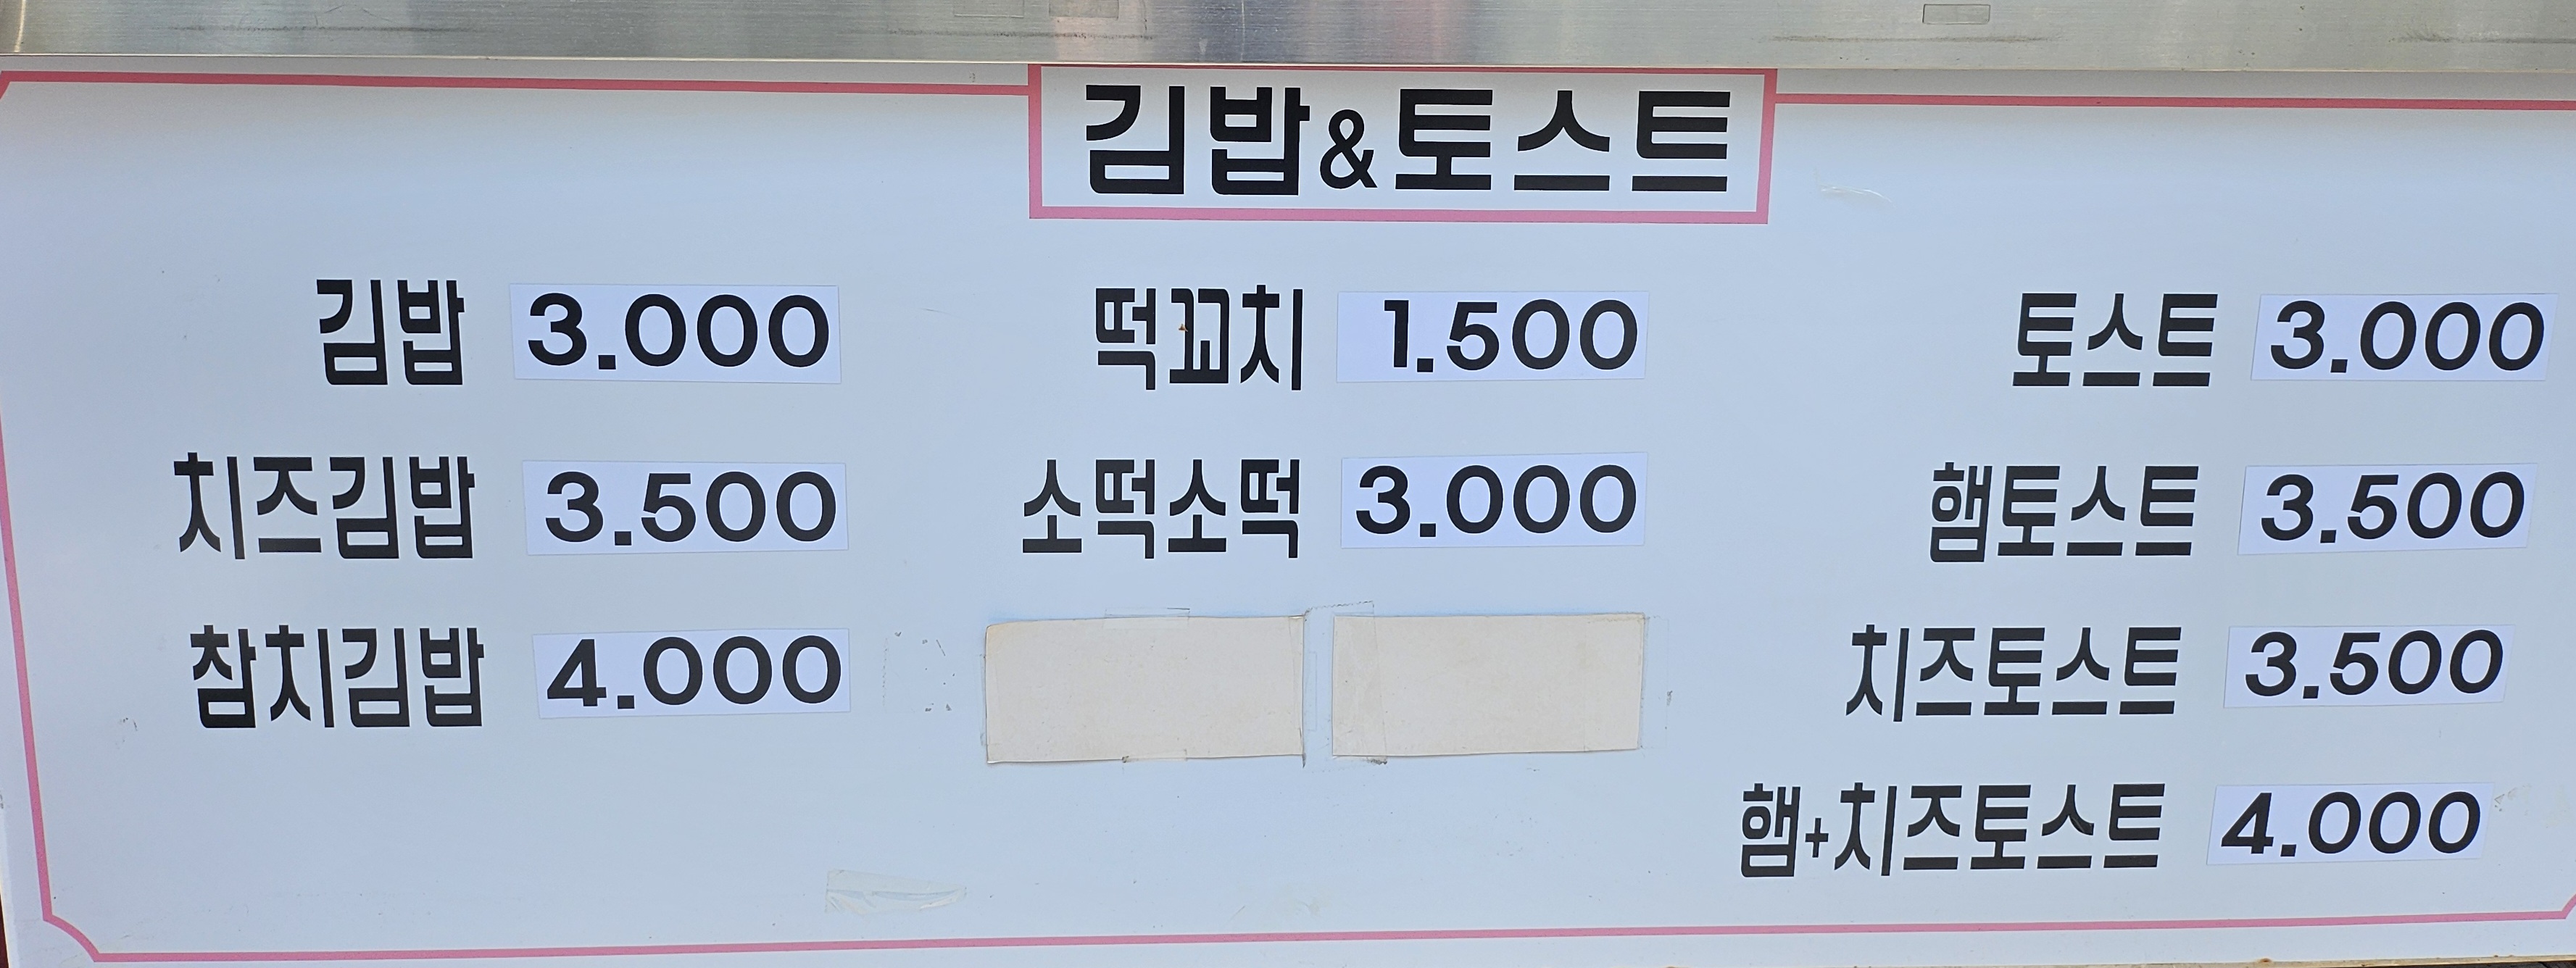 김밥&토스트
김밥 3.000 떡꼬치 1.500 토스트 3.000
치즈김밥 3.500 소떡소떡 3.000 햄토스트 3.500
참치김밥 4.000 치즈토스트 3.500
햄+치즈토스트 4.000